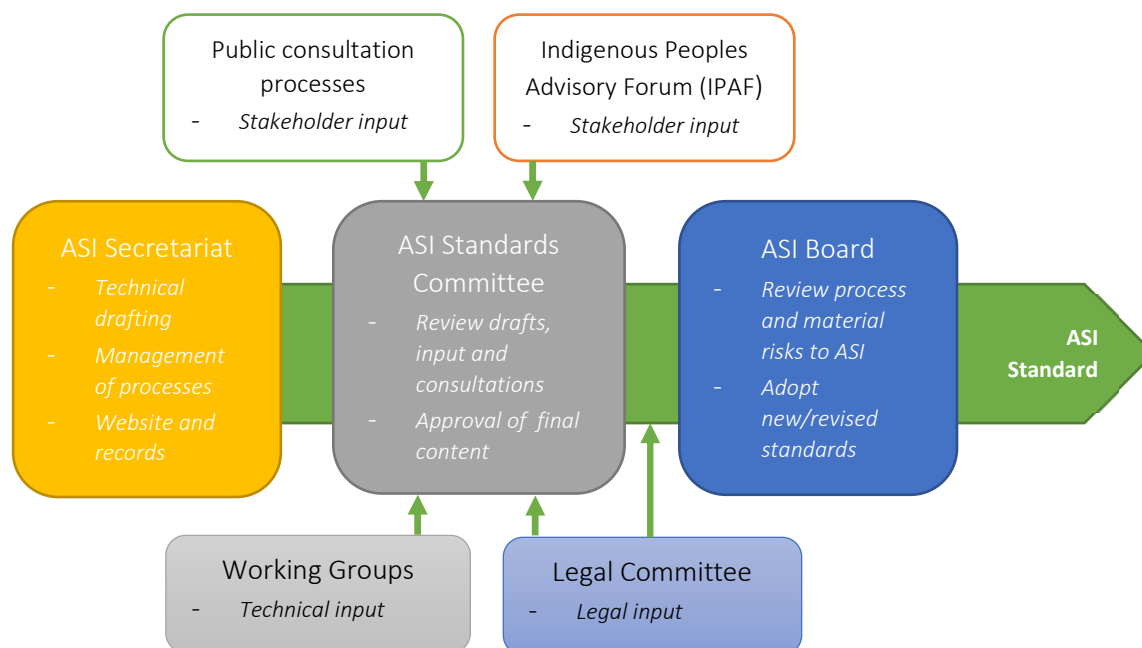 Public consultation
processes
- Stakeholder input
Indigenous Peoples
Advisory Forum (IPAF)
- Stakeholder input
ASI Secretariat
- Technical
drafting
- Management
of processes
- Website and
records
ASI Standards
Committee
- Review drafts,
input and
consultations
- Approval of final
content
ASI Board
- Review process
and material
risks to ASI
- Adopt
new/revised
standards
ASI
Standard
Working Groups
- Technical input
Legal Committee
- Legal input